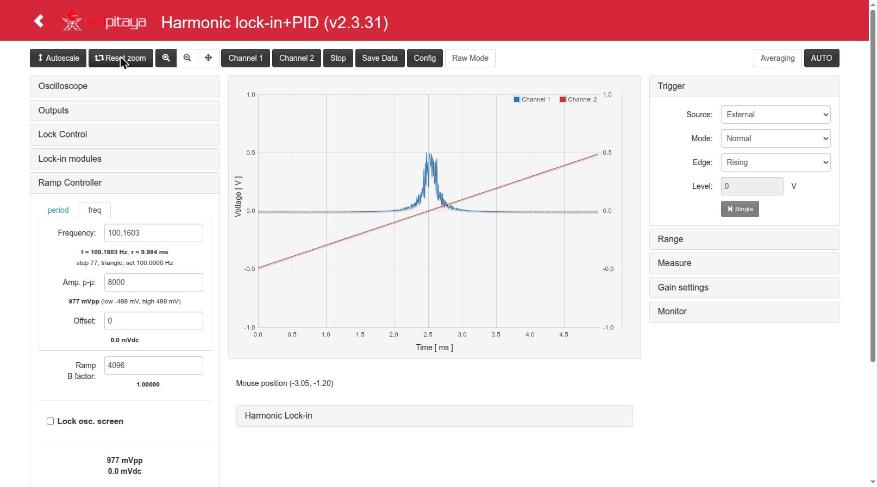 pitaya
Harmonic lock-in+PID (v2.3.31)
Autoscale
Reset zoom
Channel 1
Channel 2
Stop
Save Data
Config
Raw Mode
Averaging
AUTO
Oscilloscope
Outputs
Lock Control
Lock-in modules
Ramp Controller
period
freq
Frequency: 100.1603
f = 100.1603 Hz, τ = 9.984 ms
step 77, triangle, set 100.0000 Hz
Amp. p-p: 8000
977 mVpp (low -488 mV, high 488 mV)
Offset: 0
0.0 mVdc
Ramp
B factor: 4096
1.00000
Lock osc. screen
977 mVpp
0.0 mVdc
Channel 1
Channel 2
1.0
0.5
0.0
-0.5
-1.0
Voltage [ V ]
1.0
0.5
0.0
-0.5
-1.0
0.0 0.5 1.0 1.5 2.0 2.5 3.0 3.5 4.0 4.5
Time [ ms ]
Mouse position (-3.05, -1.20)
Harmonic Lock-in
Trigger
Source: External
Mode: Normal
Edge: Rising
Level: 0 V
Single
Range
Measure
Gain settings
Monitor